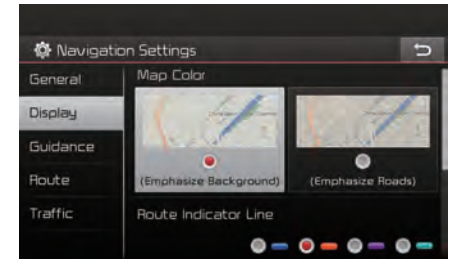 Navigation Settings
General
Display
Guidance
Route
Traffic
Map Color
(Emphasize Background)
(Emphasize Roads)
Route Indicator Line